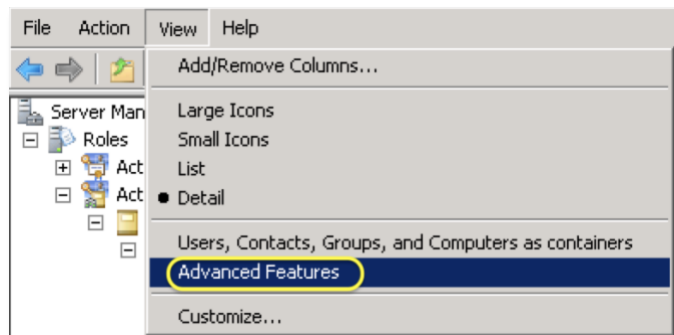 File Action View Help
Add/Remove Columns...
Server Man
Large Icons
Roles
Small Icons
Act
List
Act
Detail
Users, Contacts, Groups, and Computers as containers
Advanced Features
Customize...